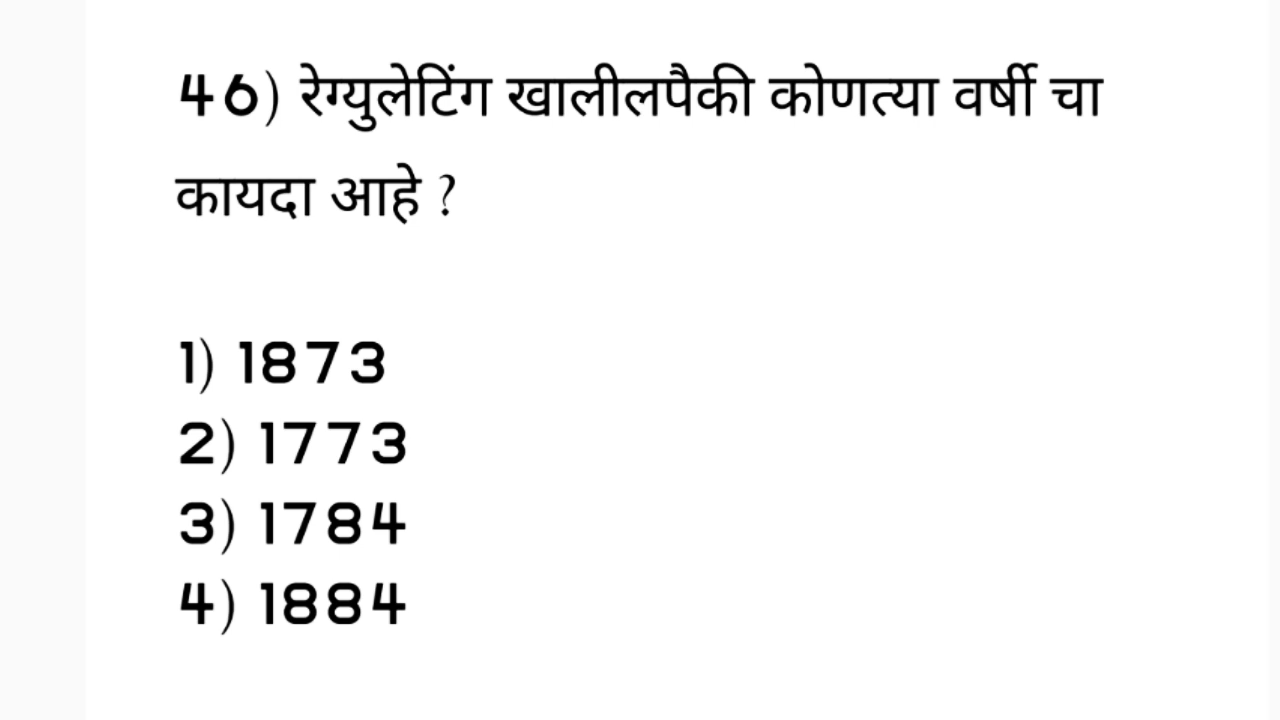 46) रेग्युलेटिंग खालीलपैकी कोणत्या वर्षी चा
कायदा आहे ?
1) 1873
2) 1773
3) 1784
4) 1884